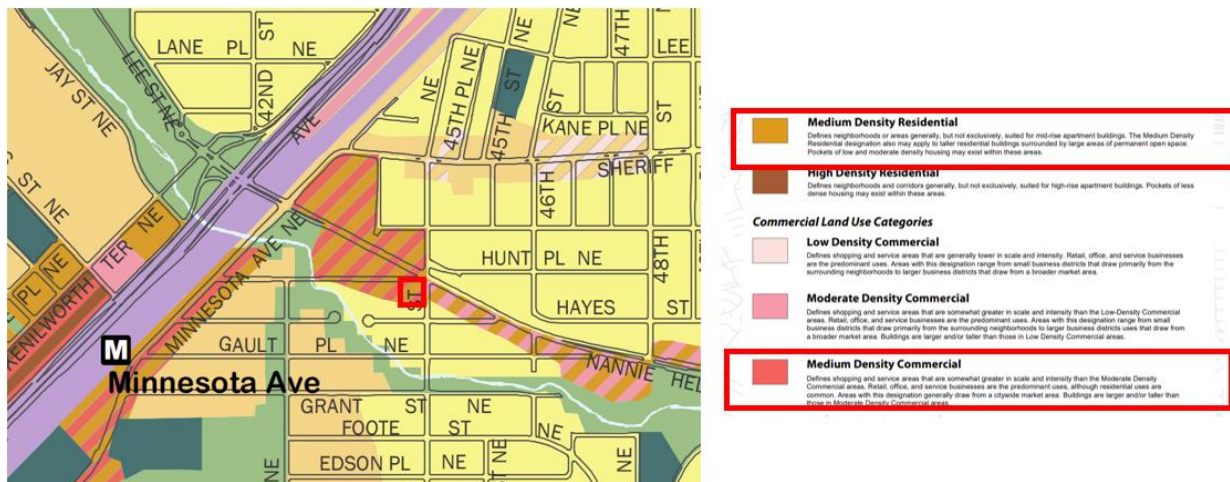 LANE PL NE
ST
42ND
LEE ST NE
JAY ST NE
AVE
NE
45TH PL NE
45TH ST
NE
ST
NE
47TH
LEE
KANE PL NE
ST
SHERIFF
46TH
ST NE
TER NE
PL NE
KENILWORTH
MINNESOTA AVE NE
HUNT PL NE
48TH
ST
HAYES ST
GAULT PL NE
NANNIE HEL
M
Minnesota Ave
GRANT ST NE
FOOTE ST
NE
EDSON PL NE
NE
ST NE
NE
Medium Density Residential
Defines neighborhoods or areas generally, but not exclusively, suited for mid-rise apartment buildings. The Medium Density
Residential designation also may apply to taller residential buildings surrounded by large areas of permanent open space.
Pockets of low and moderate density housing may exist within these areas.
High Density Residential
Defines neighborhoods and corridors generally, but not exclusively, suited for high-rise apartment buildings. Pockets of less
dense housing may exist within these areas.
Commercial Land Use Categories
Low Density Commercial
Defines shopping and service areas that are generally lower in scale and intensity. Retail, office, and service businesses
are the predominant uses. Areas with this designation range from small business districts that draw primarily from the
surrounding neighborhoods to larger business districts that draw from a broader market area.
Moderate Density Commercial
Defines shopping and service areas that are somewhat greater in scale and intensity than the Low-Density Commercial
areas. Retail, office, and service businesses are the predominant uses. Areas with this designation range from small
business districts that draw primarily from the surrounding neighborhoods to larger business districts uses that draw from
a broader market area. Buildings are larger and/or taller than those in Low Density Commercial areas.
Medium Density Commercial
Defines shopping and service areas that are somewhat greater in scale and intensity than the Moderate Density
Commercial areas. Retail, office, and service businesses are the predominant uses, although residential uses are
common. Areas with this designation generally draw from a citywide market area. Buildings are larger and/or taller than
those in Moderate Density Commercial areas.